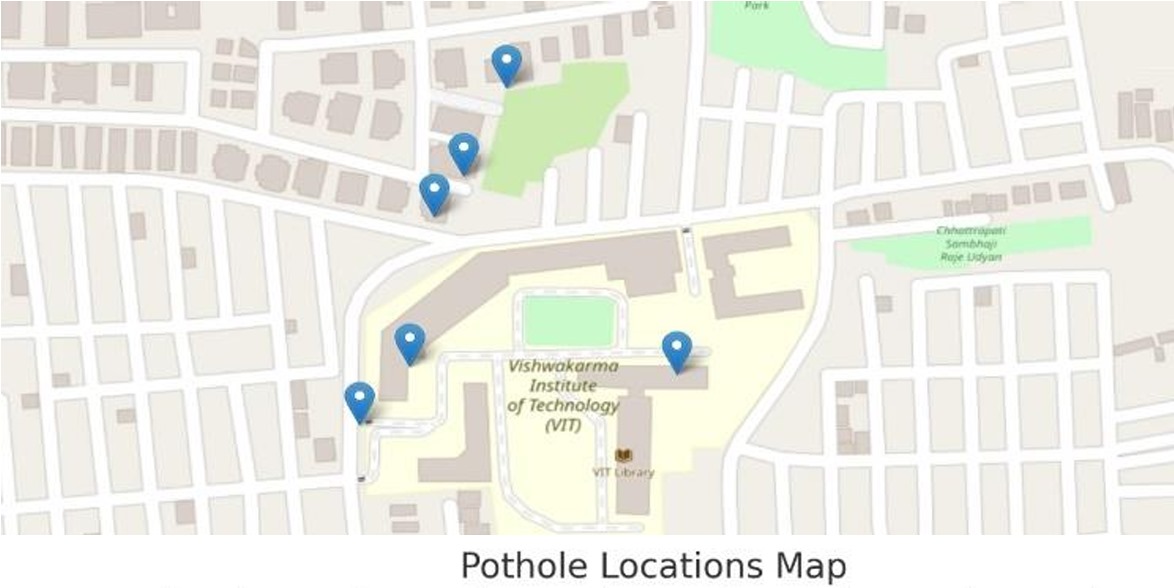 Park
Chhatrapati
Sambhaji
Raje Udyan
Vishwakarma
Institute
of Technology
(VIT)
VIT Library
Pothole Locations Map